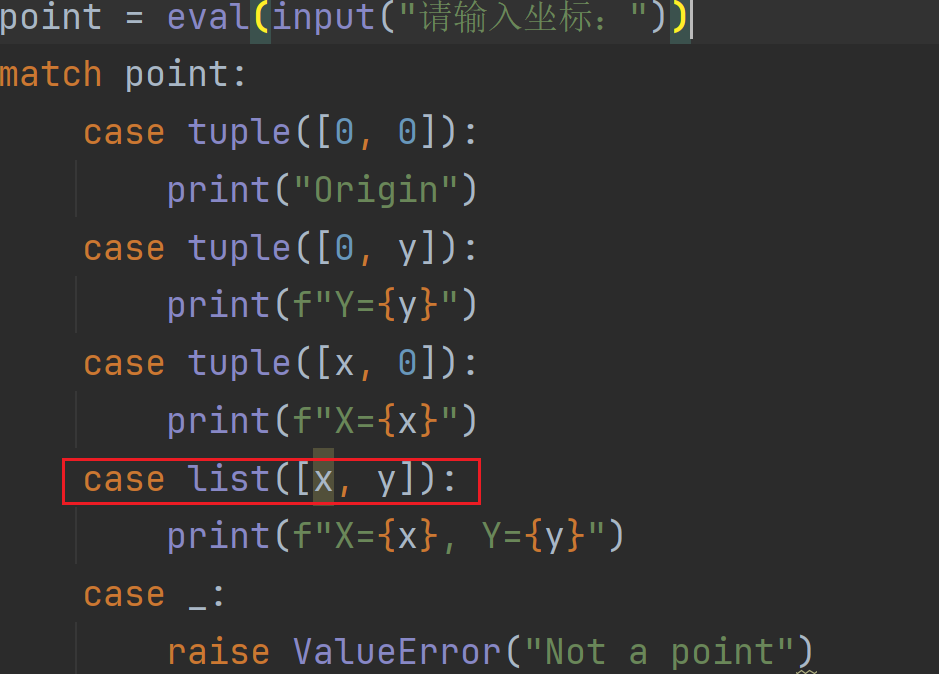 point = eval(input("请输入坐标："))
match point:
    case tuple([0, 0]):
        print("Origin")
    case tuple([0, y]):
        print(f"Y={y}")
    case tuple([x, 0]):
        print(f"X={x}")
    case list([x, y]):
        print(f"X={x}, Y={y}")
    case _:
        raise ValueError("Not a point")